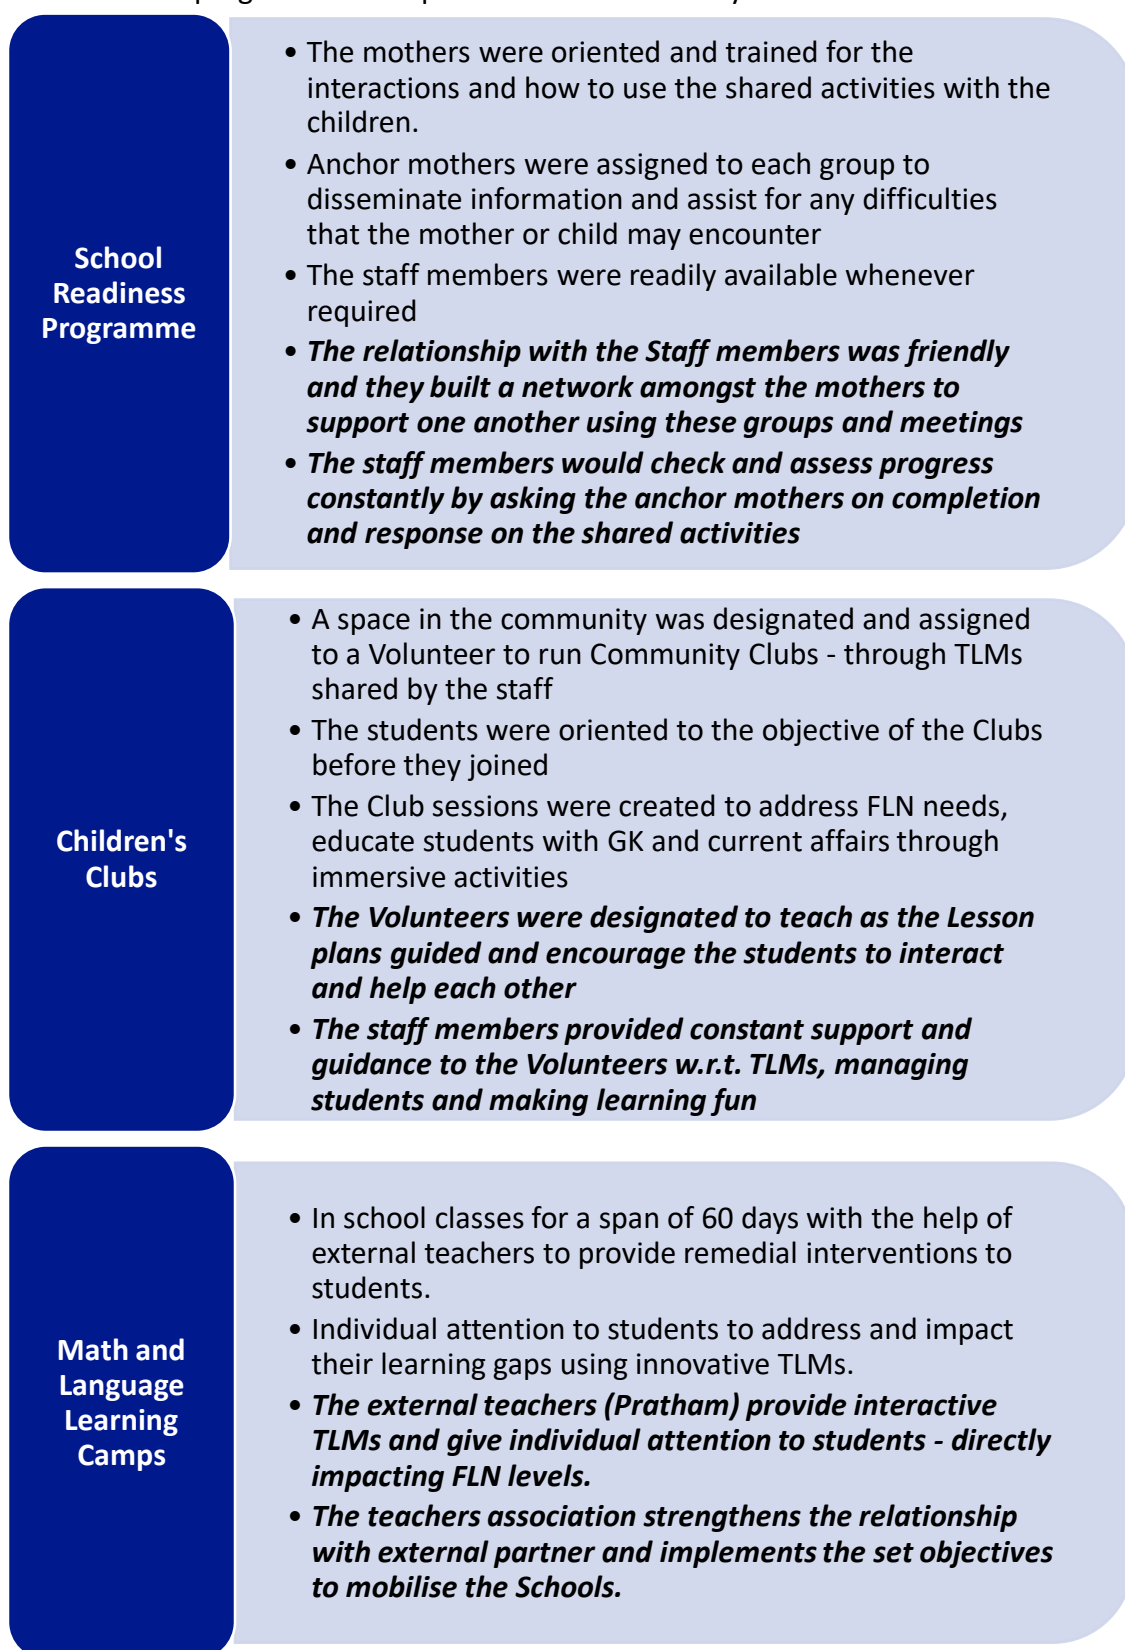 School
Readiness
Programme
• The mothers were oriented and trained for the
interactions and how to use the shared activities with the
children.
• Anchor mothers were assigned to each group to
disseminate information and assist for any difficulties
that the mother or child may encounter
• The staff members were readily available whenever
required
• The relationship with the Staff members was friendly
and they built a network amongst the mothers to
support one another using these groups and meetings
• The staff members would check and assess progress
constantly by asking the anchor mothers on completion
and response on the shared activities
Children's
Clubs
• A space in the community was designated and assigned
to a Volunteer to run Community Clubs - through TLMs
shared by the staff
• The students were oriented to the objective of the Clubs
before they joined
• The Club sessions were created to address FLN needs,
educate students with GK and current affairs through
immersive activities
• The Volunteers were designated to teach as the Lesson
plans guided and encourage the students to interact
and help each other
• The staff members provided constant support and
guidance to the Volunteers w.r.t. TLMs, managing
students and making learning fun
Math and
Language
Learning
Camps
• In school classes for a span of 60 days with the help of
external teachers to provide remedial interventions to
students.
• Individual attention to students to address and impact
their learning gaps using innovative TLMs.
• The external teachers (Pratham) provide interactive
TLMs and give individual attention to students - directly
impacting FLN levels.
• The teachers association strengthens the relationship
with external partner and implements the set objectives
to mobilise the Schools.